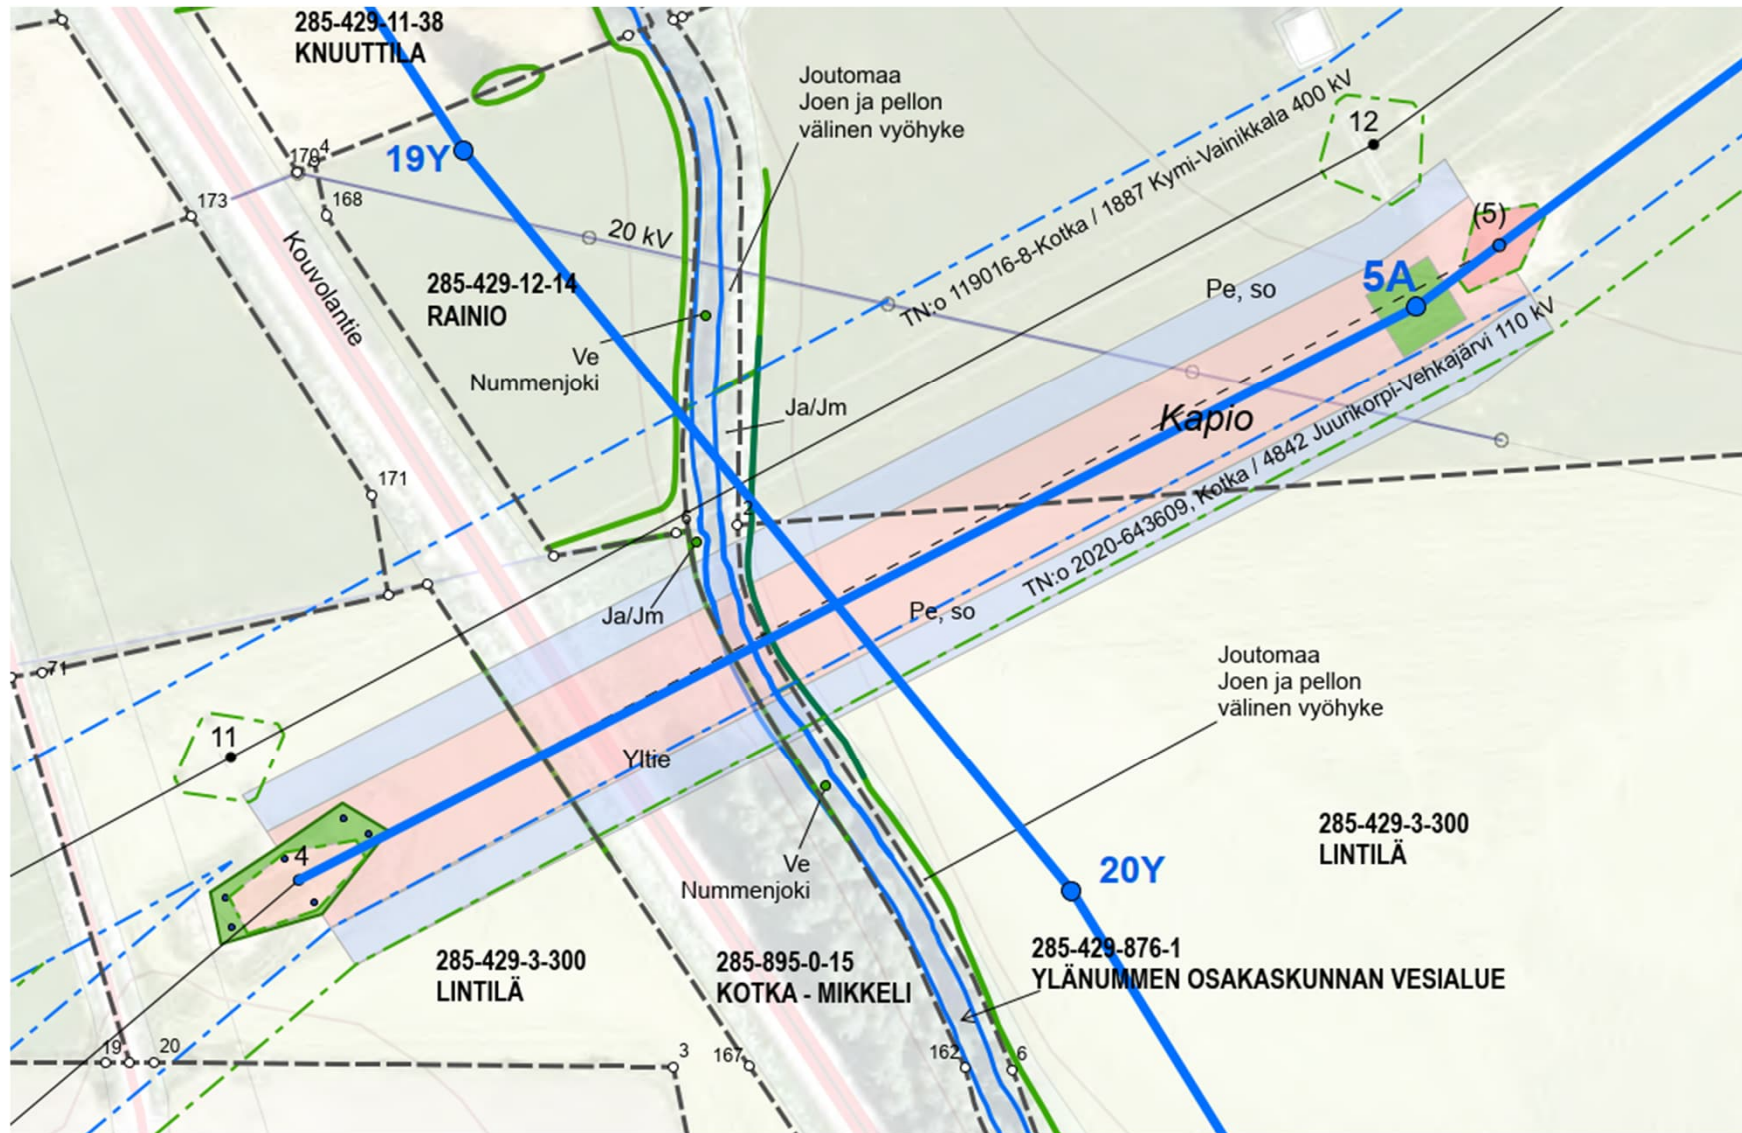 285-429-11-38
KNUUTTILA
Joutomaa
Joen ja pellon
välinen vyöhyke
12
19Y
170
4
173
168
20 kV
TN:o 119016-8-Kotka / 1887 Kymi-Vainikkala 400 kV
(5)
5A
Kouvolantie
285-429-12-14
RAINIO
Pe, so
Ve
Nummenjoki
Ja/Jm
Kapio
TN:o 2020-643609, Kotka / 4842 Juurikorpi-Vehkajärvi 110 kV
171
2
Ja/Jm
Pe, so
71
Joutomaa
Joen ja pellon
välinen vyöhyke
11
Yltie
4
285-429-3-300
LINTILÄ
Ve
Nummenjoki
20Y
285-429-3-300
LINTILÄ
285-895-0-15
KOTKA - MIKKELI
285-429-876-1
YLÄNUMMEN OSAKASKUNNAN VESIALUE
19
20
3
167
162
6